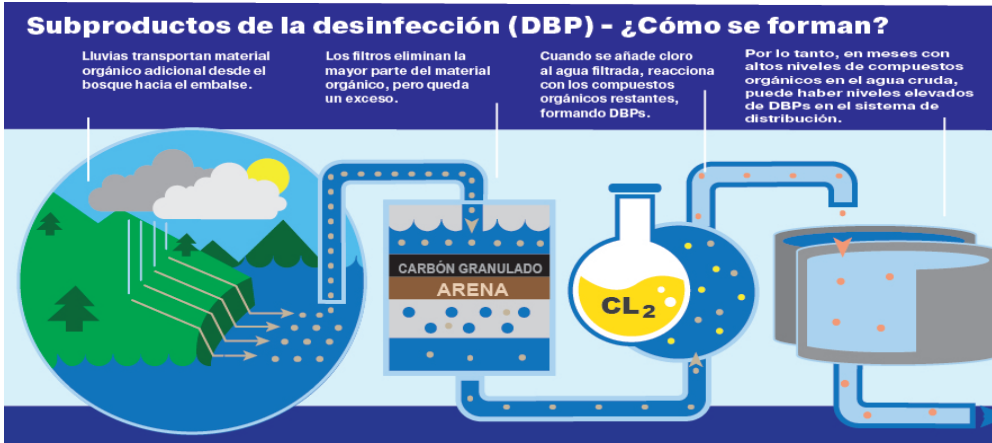 Subproductos de la desinfección (DBP) - ¿Cómo se forman?
Lluvias transportan material
orgánico adicional desde el
bosque hacia el embalse.
Los filtros eliminan la
mayor parte del material
orgánico, pero queda
un exceso.
Cuando se añade cloro
al agua filtrada, reacciona
con los compuestos
orgánicos restantes,
formando DBPs.
Por lo tanto, en meses con
altos niveles de compuestos
orgánicos en el agua cruda,
puede haber niveles elevados
de DBPs en el sistema de
distribución.
CARBÓN GRANULADO
ARENA
CL₂